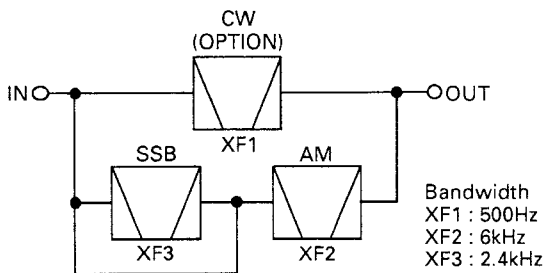 CW
(OPTION)
IN
OUT
XF1
SSB
AM
XF3
XF2
Bandwidth
XF1 : 500Hz
XF2 : 6kHz
XF3 : 2.4kHz